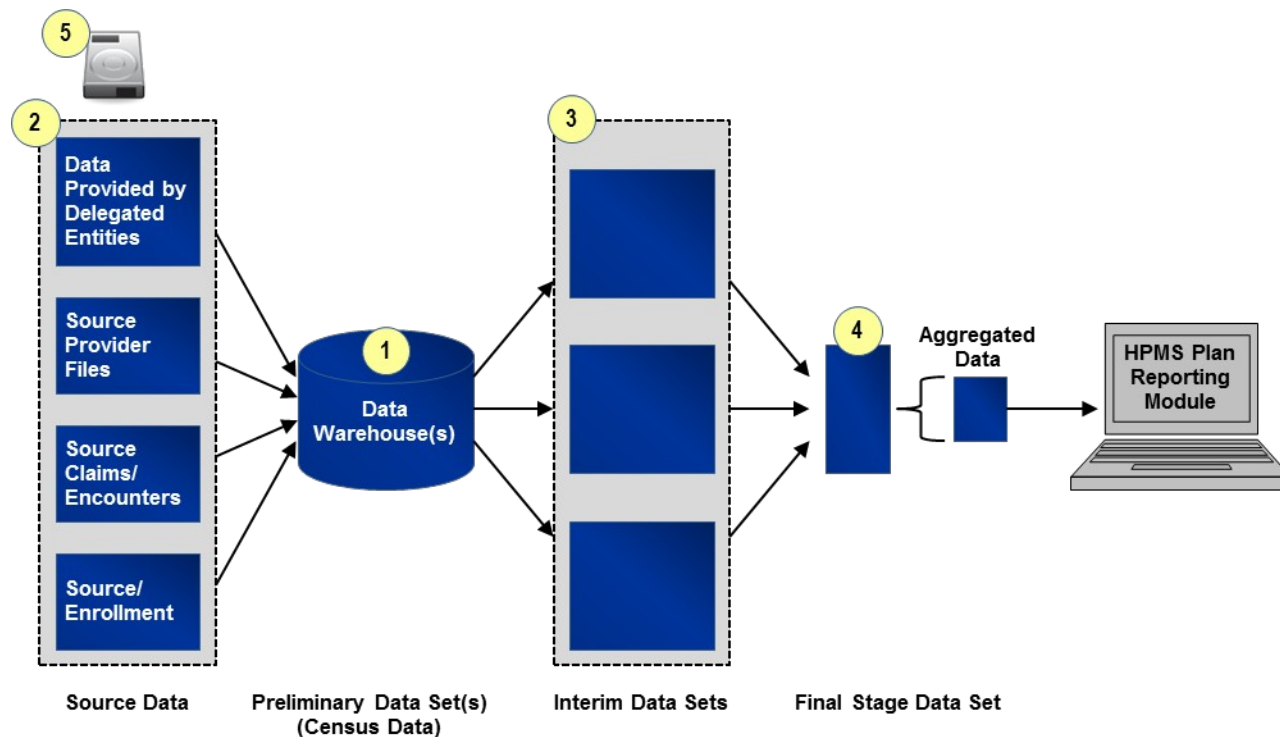 5
2
Data
Provided by
Delegated
Entities
Source
Provider
Files
Source
Claims/
Encounters
Source/
Enrollment
1
Data
Warehouse(s)
3
4
Aggregated
Data
HPMS Plan
Reporting
Module
Source Data
Preliminary Data Set(s)
(Census Data)
Interim Data Sets
Final Stage Data Set